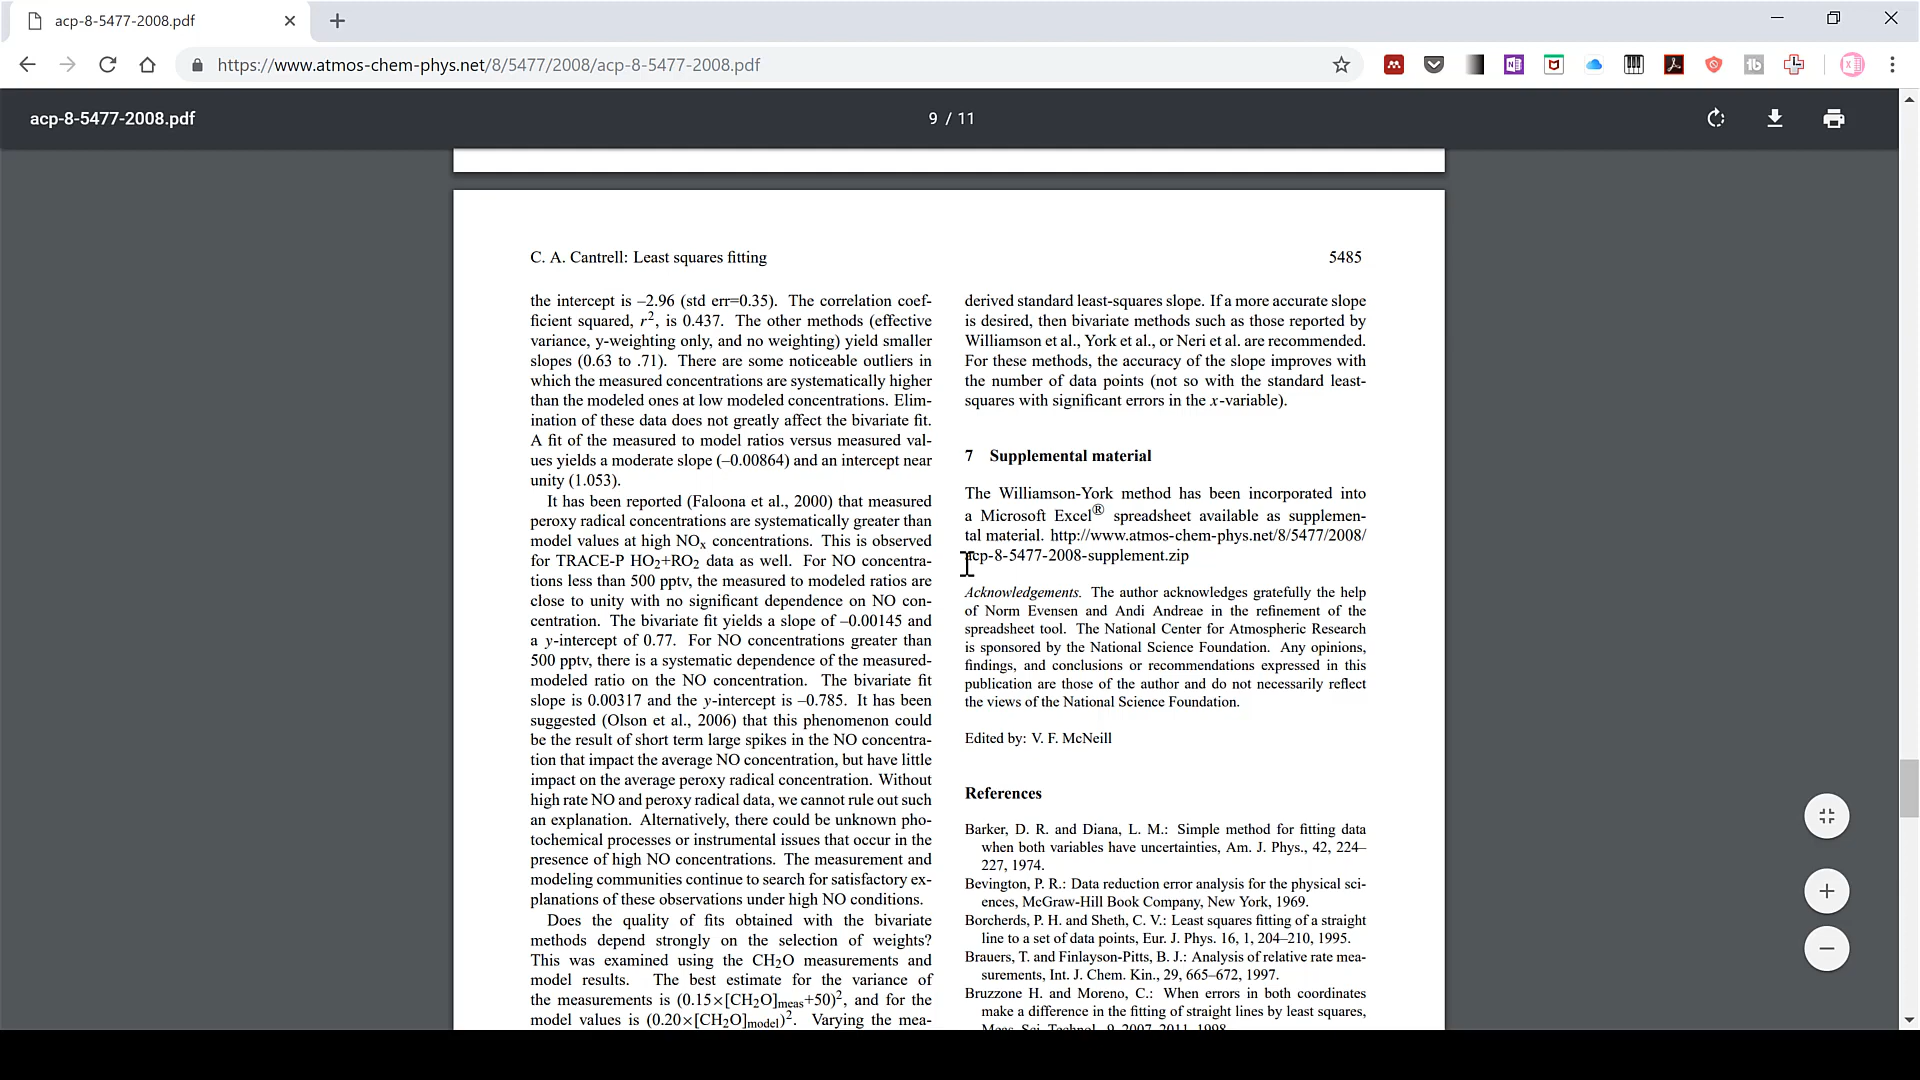 acp-8-5477-2008.pdf
https://www.atmos-chem-phys.net/8/5477/2008/acp-8-5477-2008.pdf
acp-8-5477-2008.pdf
9 / 11
C. A. Cantrell: Least squares fitting
5485
the intercept is –2.96 (std err=0.35). The correlation coef-
ficient squared, r², is 0.437. The other methods (effective
variance, y-weighting only, and no weighting) yield smaller
slopes (0.63 to .71). There are some noticeable outliers in
which the measured concentrations are systematically higher
than the modeled ones at low modeled concentrations. Elim-
ination of these data does not greatly affect the bivariate fit.
A fit of the measured to model ratios versus measured val-
ues yields a moderate slope (–0.00864) and an intercept near
unity (1.053).
It has been reported (Faloona et al., 2000) that measured
peroxy radical concentrations are systematically greater than
model values at high NOx concentrations. This is observed
for TRACE-P HO₂+RO₂ data as well. For NO concentra-
tions less than 500 pptv, the measured to modeled ratios are
close to unity with no significant dependence on NO con-
centration. The bivariate fit yields a slope of –0.00145 and
a y-intercept of 0.77. For NO concentrations greater than
500 pptv, there is a systematic dependence of the measured-
modeled ratio on the NO concentration. The bivariate fit
slope is 0.00317 and the y-intercept is –0.785. It has been
suggested (Olson et al., 2006) that this phenomenon could
be the result of short term large spikes in the NO concentra-
tion that impact the average NO concentration, but have little
impact on the average peroxy radical concentration. Without
high rate NO and peroxy radical data, we cannot rule out such
an explanation. Alternatively, there could be unknown pho-
tochemical processes or instrumental issues that occur in the
presence of high NO concentrations. The measurement and
modeling communities continue to search for satisfactory ex-
planations of these observations under high NO conditions.
Does the quality of fits obtained with the bivariate
methods depend strongly on the selection of weights?
This was examined using the CH₂O measurements and
model results. The best estimate for the variance of
the measurements is (0.15×[CH₂O]meas+50)², and for the
model values is (0.20×[CH₂O]model)². Varying the mea-
derived standard least-squares slope. If a more accurate slope
is desired, then bivariate methods such as those reported by
Williamson et al., York et al., or Neri et al. are recommended.
For these methods, the accuracy of the slope improves with
the number of data points (not so with the standard least-
squares with significant errors in the x-variable).
7 Supplemental material
The Williamson-York method has been incorporated into
a Microsoft Excel® spreadsheet available as supplemen-
tal material. http://www.atmos-chem-phys.net/8/5477/2008/
acp-8-5477-2008-supplement.zip
Acknowledgements. The author acknowledges gratefully the help
of Norm Evensen and Andi Andreae in the refinement of the
spreadsheet tool. The National Center for Atmospheric Research
is sponsored by the National Science Foundation. Any opinions,
findings, and conclusions or recommendations expressed in this
publication are those of the author and do not necessarily reflect
the views of the National Science Foundation.
Edited by: V. F. McNeill
References
Barker, D. R. and Diana, L. M.: Simple method for fitting data
when both variables have uncertainties, Am. J. Phys., 42, 224–
227, 1974.
Bevington, P. R.: Data reduction error analysis for the physical sci-
ences, McGraw-Hill Book Company, New York, 1969.
Borcherds, P. H. and Sheth, C. V.: Least squares fitting of a straight
line to a set of data points, Eur. J. Phys. 16, 1, 204–210, 1995.
Brauers, T. and Finlayson-Pitts, B. J.: Analysis of relative rate mea-
surements, Int. J. Chem. Kin., 29, 665–672, 1997.
Bruzzone H. and Moreno, C.: When errors in both coordinates
make a difference in the fitting of straight lines by least squares,
Meas. Sci. Technol., 9, 2007–2011, 1998.